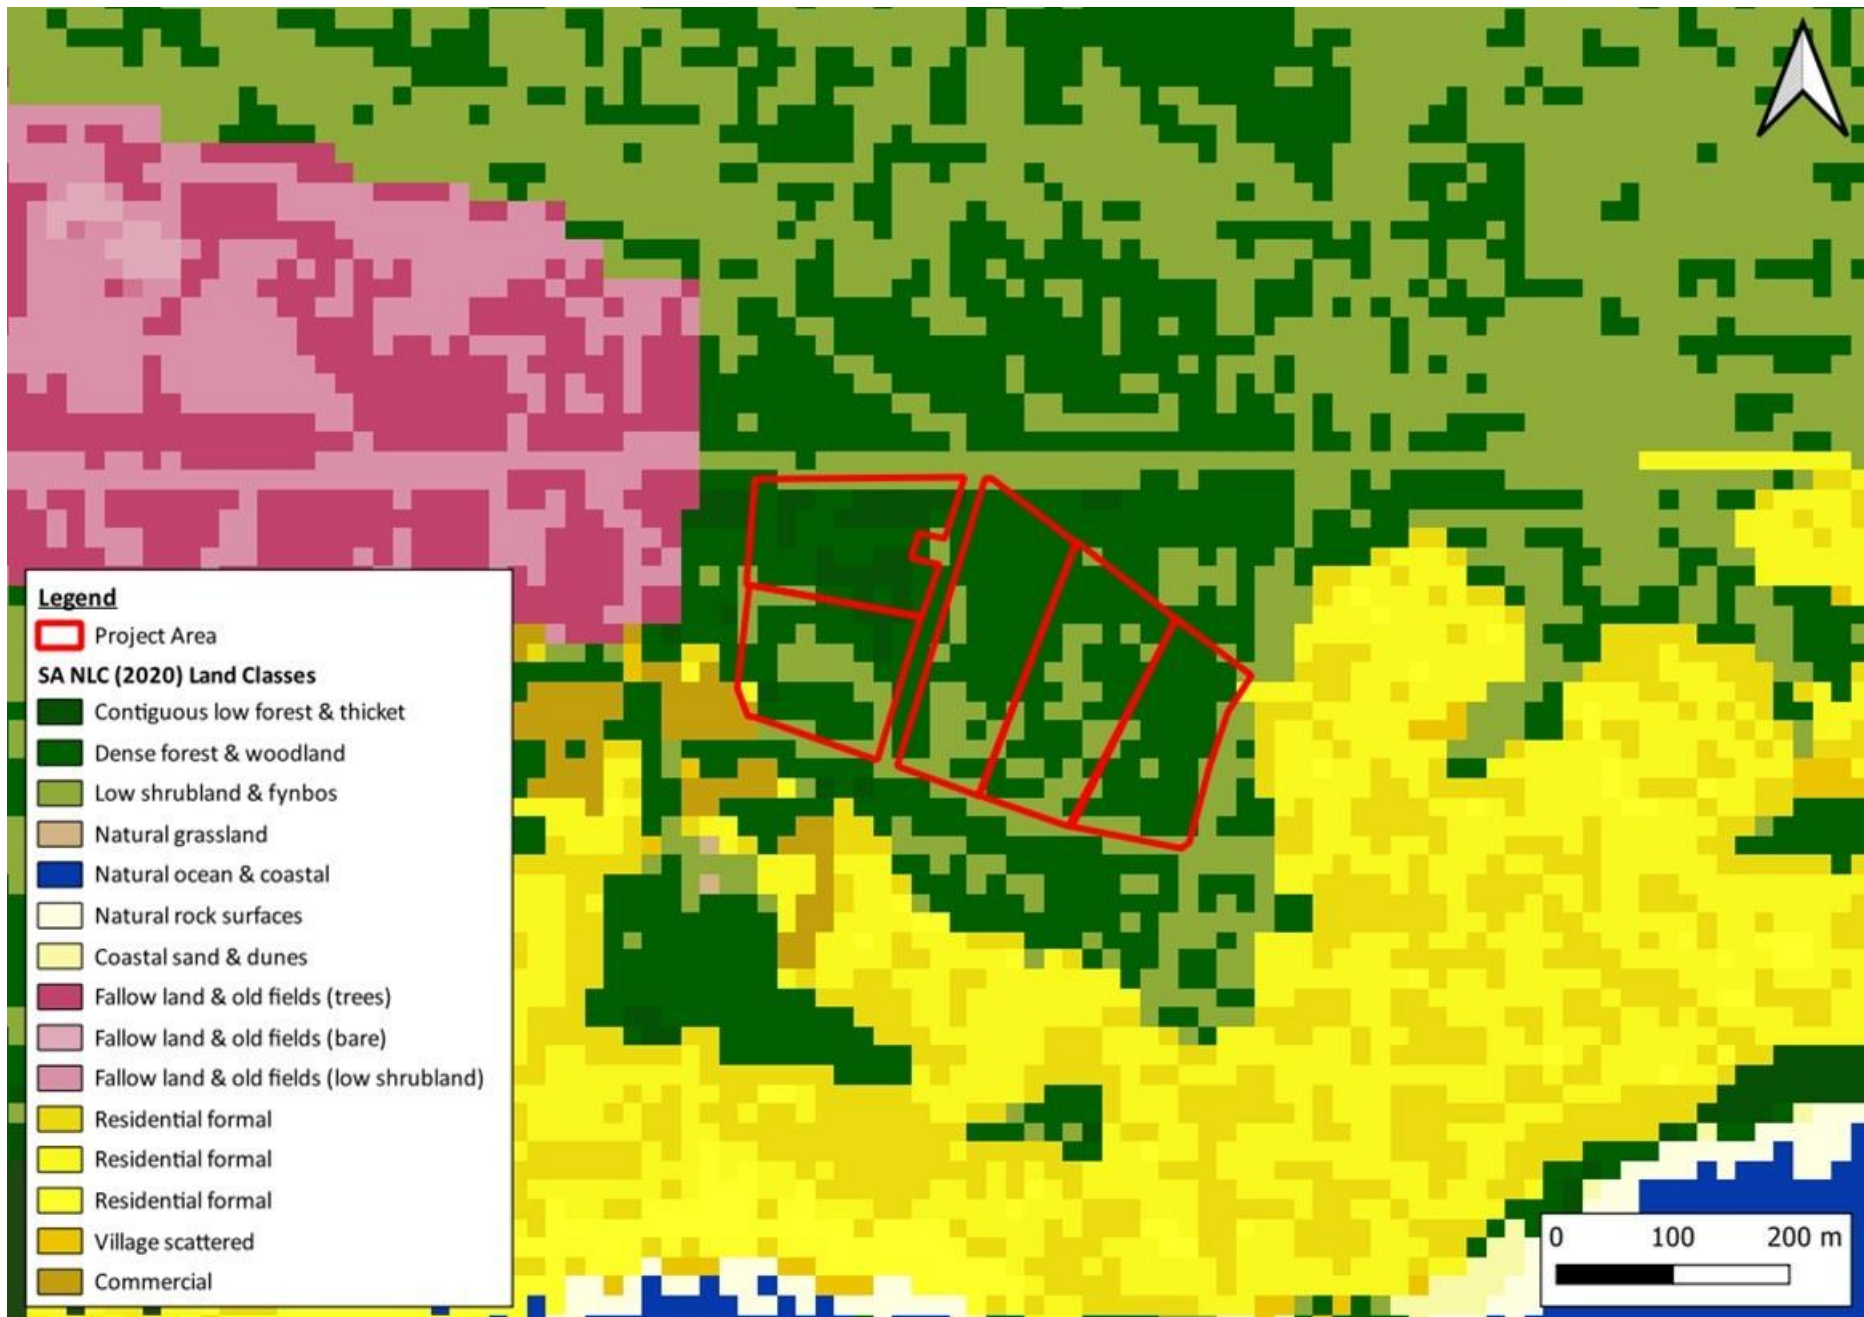 Legend
Project Area
SA NLC (2020) Land Classes
Contiguous low forest & thicket
Dense forest & woodland
Low shrubland & fynbos
Natural grassland
Natural ocean & coastal
Natural rock surfaces
Coastal sand & dunes
Fallow land & old fields (trees)
Fallow land & old fields (bare)
Fallow land & old fields (low shrubland)
Residential formal
Residential formal
Residential formal
Village scattered
Commercial
0 100 200 m